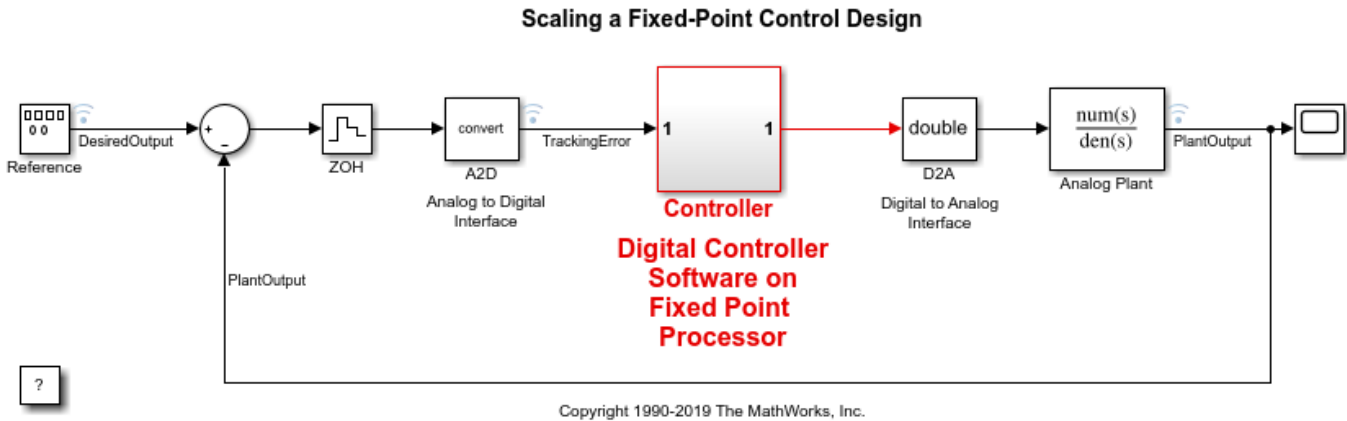 Scaling a Fixed-Point Control Design
DesiredOutput
Reference
+
-
ZOH
convert
A2D
Analog to Digital
Interface
TrackingError
1
1
Controller
Digital Controller
Software on
Fixed Point
Processor
double
D2A
Digital to Analog
Interface
num(s)
den(s)
Analog Plant
PlantOutput
PlantOutput
?
Copyright 1990-2019 The MathWorks, Inc.